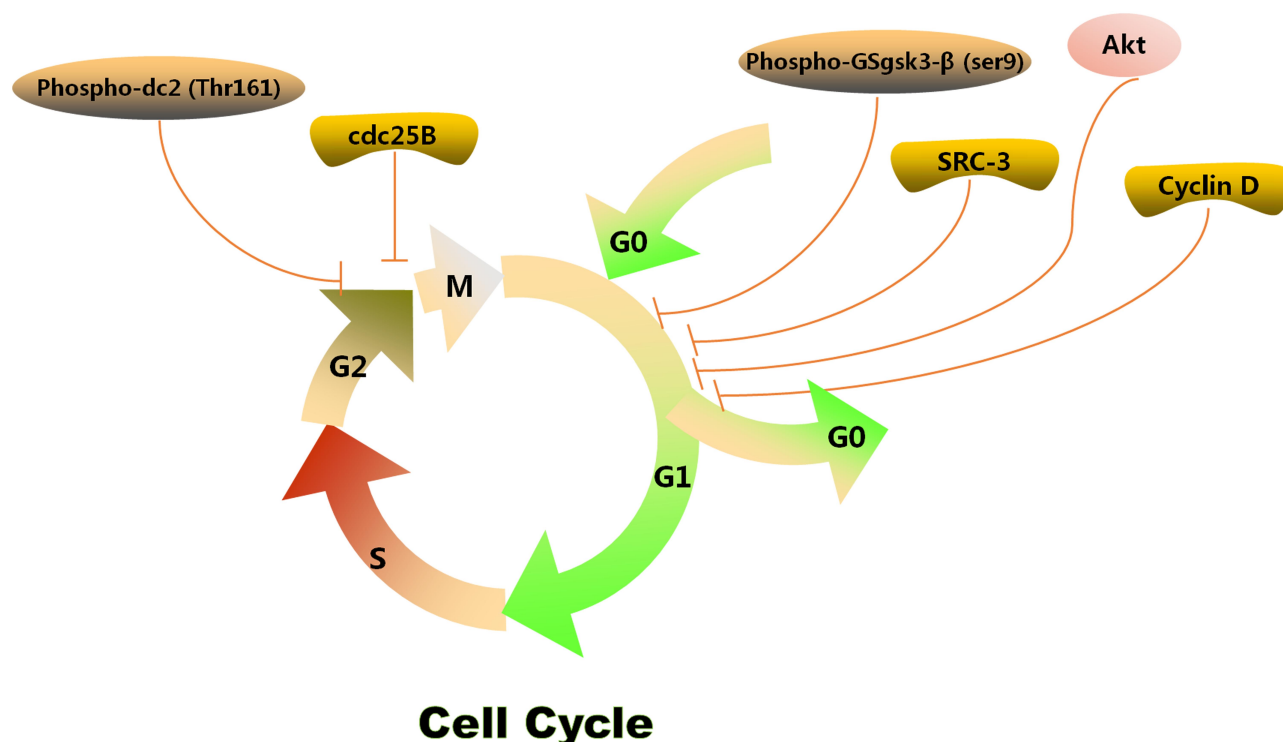 Akt
Phospho-GSgsk3-β (ser9)
Phospho-dc2 (Thr161)
cdc25B
SRC-3
Cyclin D
G0
M
G2
G0
G1
S
Cell Cycle